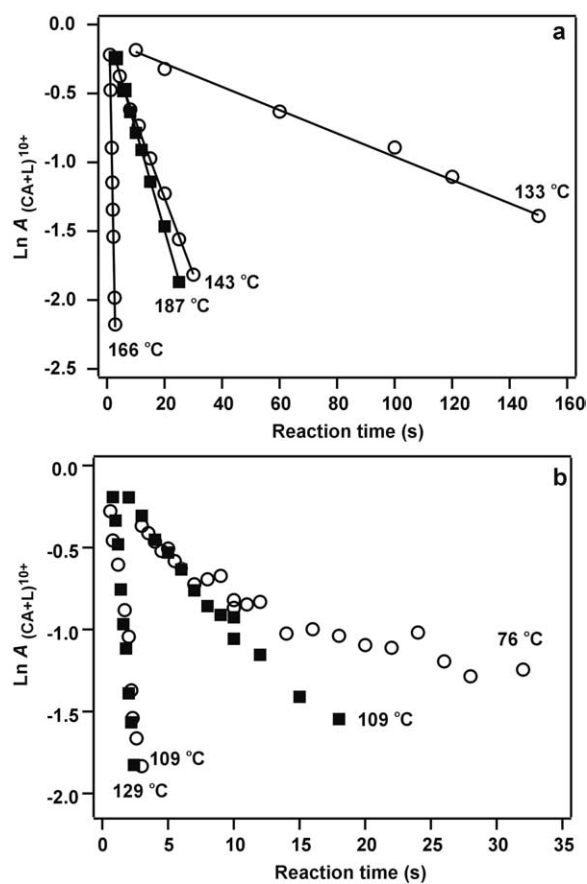 a
0.0
-0.5
-1.0
-1.5
-2.0
-2.5
Ln A (CA+L)10+
133 °C
143 °C
187 °C
166 °C
0 20 40 60 80 100 120 140 160
Reaction time (s)
b
0.0
-0.5
-1.0
-1.5
-2.0
Ln A (CA+L)10+
76 °C
109 °C
109 °C
129 °C
0 5 10 15 20 25 30 35
Reaction time (s)